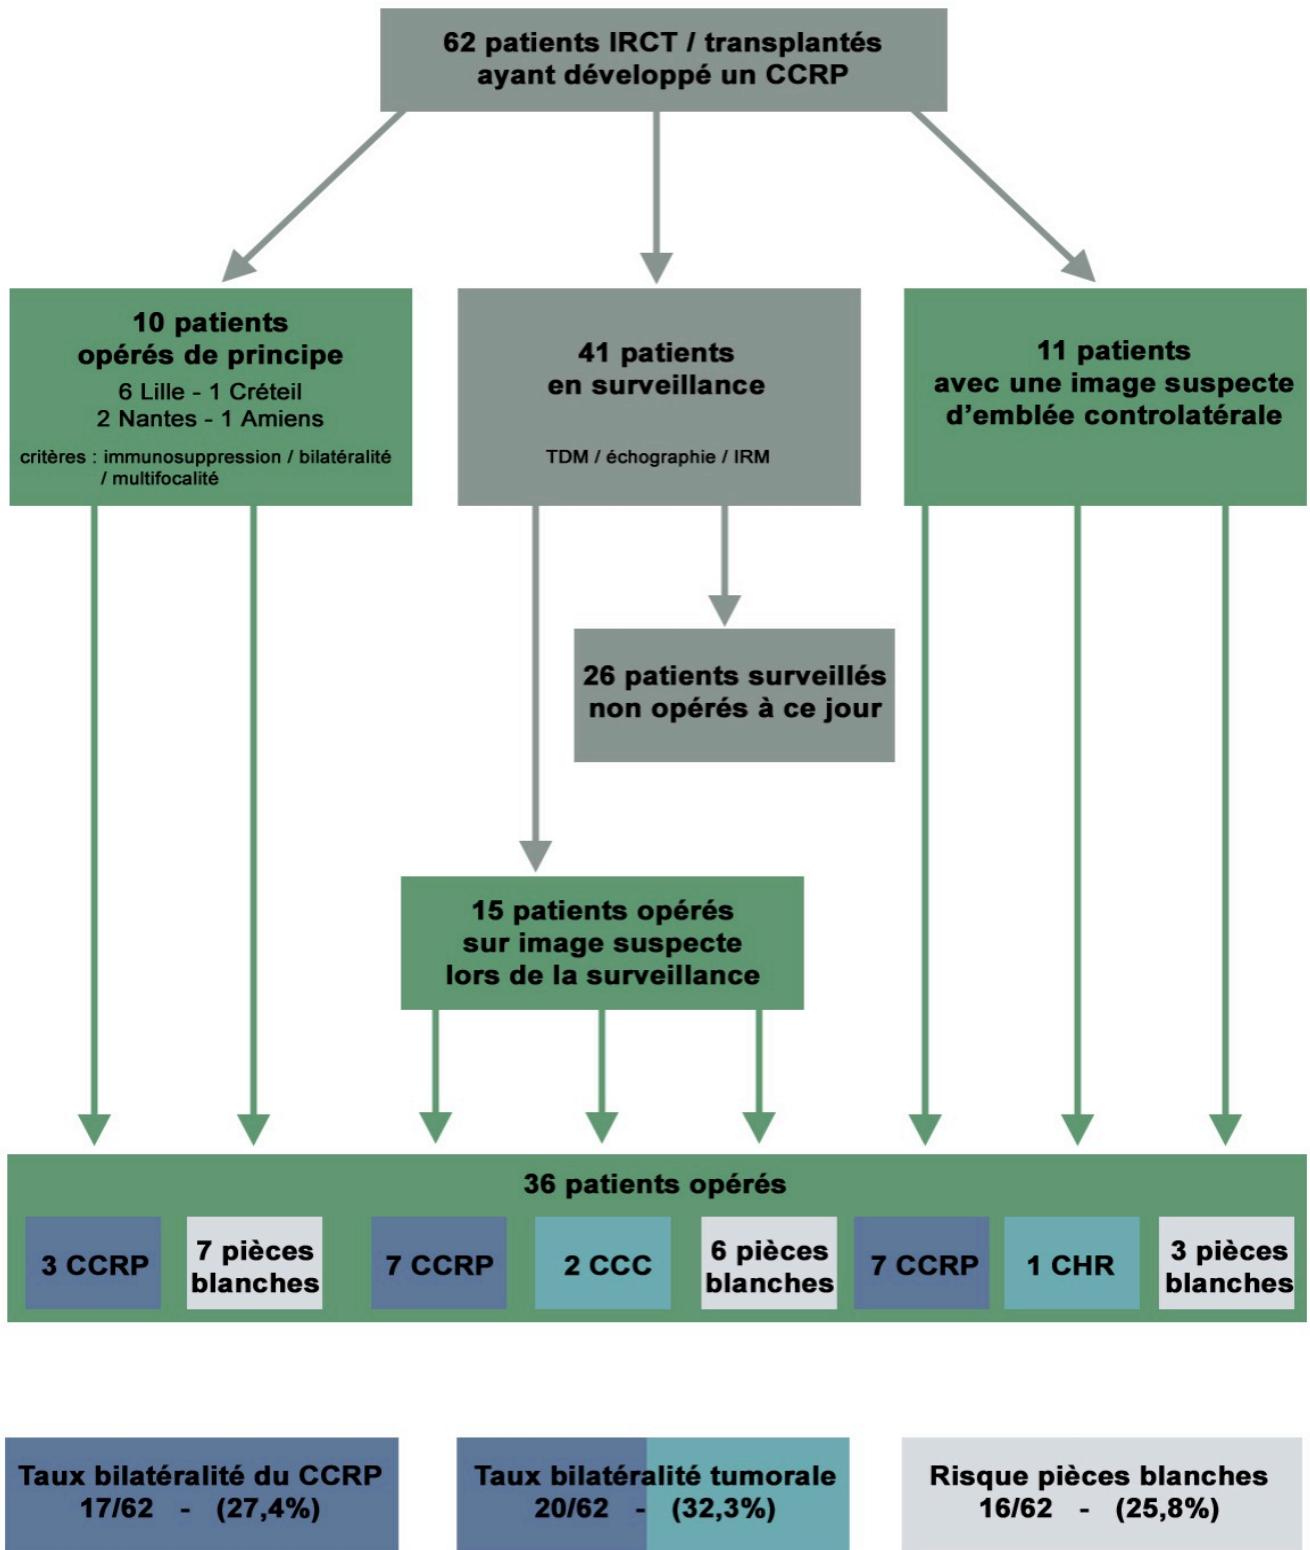 62 patients IRCT / transplantés
ayant développé un CCRP
10 patients
opérés de principe
6 Lille - 1 Créteil
2 Nantes - 1 Amiens
critères : immunosuppression / bilatéralité
/ multifocalité
41 patients
en surveillance
TDM / échographie / IRM
11 patients
avec une image suspecte
d'emblée controlatérale
26 patients surveillés
non opérés à ce jour
15 patients opérés
sur image suspecte
lors de la surveillance
36 patients opérés
3 CCRP
7 pièces
blanches
7 CCRP
2 CCC
6 pièces
blanches
7 CCRP
1 CHR
3 pièces
blanches
Taux bilatéralité du CCRP
17/62 - (27,4%)
Taux bilatéralité tumorale
20/62 - (32,3%)
Risque pièces blanches
16/62 - (25,8%)